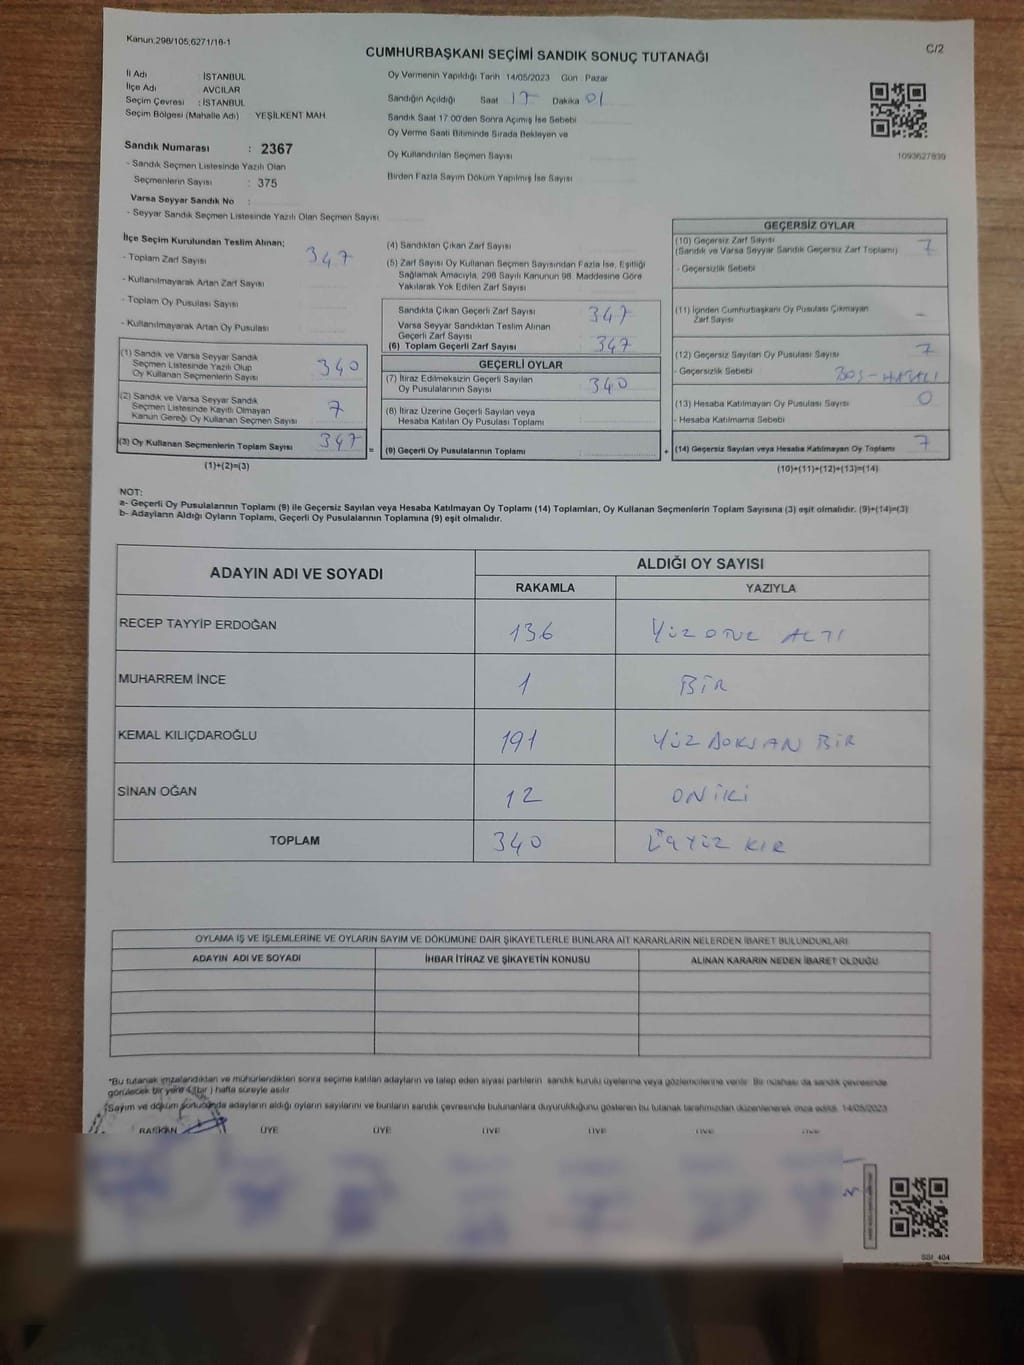 Kanun:298/105;6271/16-1
C/2
CUMHURBAŞKANI SEÇİMİ SANDIK SONUÇ TUTANAĞI
İl Adı : İSTANBUL
İlçe Adı AVCILAR
Seçim Çevresi : İSTANBUL
Seçim Bölgesi (Mahalle Adı) YEŞİLKENT MAH
Sandık Numarası : 2367
- Sandık Seçmen Listesinde Yazılı Olan
Seçmenlerin Sayısı : 375
Varsa Seyyar Sandık No :
- Seyyar Sandık Seçmen Listesinde Yazılı Olan Seçmen Sayısı
Oy Vermenin Yapıldığı Tarih 14/05/2023 Gün : Pazar
Sandığın Açıldığı Saat 17 Dakika 01
Sandık Saat 17.00'den Sonra Açımış İse Sebebi
Oy Verme Saati Bitiminde Sırada Bekleyen ve
Oy Kullandırılan Seçmen Sayısı
Birden Fazla Sayım Döküm Yapılmış İse Sayısı
1093627839
İlçe Seçim Kurulundan Teslim Alınan;
- Toplam Zarf Sayısı 347
- Kullanılmayarak Artan Zarf Sayısı
- Toplam Oy Pusulası Sayısı
- Kullanılmayarak Artan Oy Pusulası
(1) Sandık ve Varsa Seyyar Sandık
Seçmen Listesinde Yazılı Olup
Oy Kullanan Seçmenlerin Sayısı 340
(2) Sandık ve Varsa Seyyar Sandık
Seçmen Listesinde Kayıtlı Olmayan
Kanun Gereği Oy Kullanan Seçmen Sayısı 7
(3) Oy Kullanan Seçmenlerin Toplam Sayısı 347
(1)+(2)=(3)
(4) Sandıktan Çıkan Zarf Sayısı
(5) Zarf Sayısı Oy Kullanan Seçmen Sayısından Fazla İse, Eşitliği
Sağlamak Amacıyla, 298 Sayılı Kanunun 98. Maddesine Göre
Yakılarak Yok Edilen Zarf Sayısı
Sandıkta Çıkan Geçerli Zarf Sayısı 347
Varsa Seyyar Sandıktan Teslim Alınan
Geçerli Zarf Sayısı
(6) Toplam Geçerli Zarf Sayısı 347
GEÇERLİ OYLAR
(7) İtiraz Edilmeksizin Geçerli Sayılan
Oy Pusulalarının Sayısı 340
(8) İtiraz Üzerine Geçerli Sayılan veya
Hesaba Katılan Oy Pusulası Toplamı
= (9) Geçerli Oy Pusulalarının Toplamı +
GEÇERSİZ OYLAR
(10) Geçersiz Zarf Sayısı
(Sandık ve Varsa Seyyar Sandık Geçersiz Zarf Toplamı) 7
- Geçersizlik Sebebi
(11) İçinden Cumhurbaşkanı Oy Pusulası Çıkmayan
Zarf Sayısı -
(12) Geçersiz Sayılan Oy Pusulası Sayısı 7
- Geçersizlik Sebebi BOŞ-HATALI
(13) Hesaba Katılmayan Oy Pusulası Sayısı 0
- Hesaba Katılmama Sebebi
(14) Geçersiz Sayılan veya Hesaba Katılmayan Oy Toplamı 7
(10)+(11)+(12)+(13)=(14)
NOT:
a- Geçerli Oy Pusulalarının Toplamı (9) ile Geçersiz Sayılan veya Hesaba Katılmayan Oy Toplamı (14) Toplamları, Oy Kullanan Seçmenlerin Toplam Sayısına (3) eşit olmalıdır. (9)+(14)=(3)
b- Adayların Aldığı Oyların Toplamı, Geçerli Oy Pusulalarının Toplamına (9) eşit olmalıdır.
ADAYIN ADI VE SOYADI
ALDIĞI OY SAYISI
RAKAMLA YAZIYLA
RECEP TAYYİP ERDOĞAN 136 YÜZ OTUZ ALTI
MUHARREM İNCE 1 BİR
KEMAL KILIÇDAROĞLU 191 YÜZ DOKSAN BİR
SİNAN OĞAN 12 ONİKİ
TOPLAM 340 ÜÇYÜZ KIR
OYLAMA İŞ VE İŞLEMLERİNE VE OYLARIN SAYIM VE DÖKÜMÜNE DAİR ŞİKAYETLERLE BUNLARA AİT KARARLARIN NELERDEN İBARET BULUNDUKLARI
ADAYIN ADI VE SOYADI İHBAR İTİRAZ VE ŞİKAYETİN KONUSU ALINAN KARARIN NEDEN İBARET OLDUĞU
*Bu tutanak imzalandıktan ve mühürlendikten sonra seçime katılan adayların ve talep eden siyasi partilerin sandık kurulu üyelerine veya gözlemcilerine verilir. Bir nüshası da sandık çevresinde
görülecek bir yere 1 (bir) hafta süreyle asılır.
Sayım ve döküm sonucunda adayların aldığı oyların sayılarını ve bunların sandık çevresinde bulunanlara duyurulduğunu gösteren bu tutanak tarafımızdan düzenlenerek imza edildi. 14/05/2023
BAŞKAN ÜYE ÜYE ÜYE ÜYE ÜYE
SSI_404